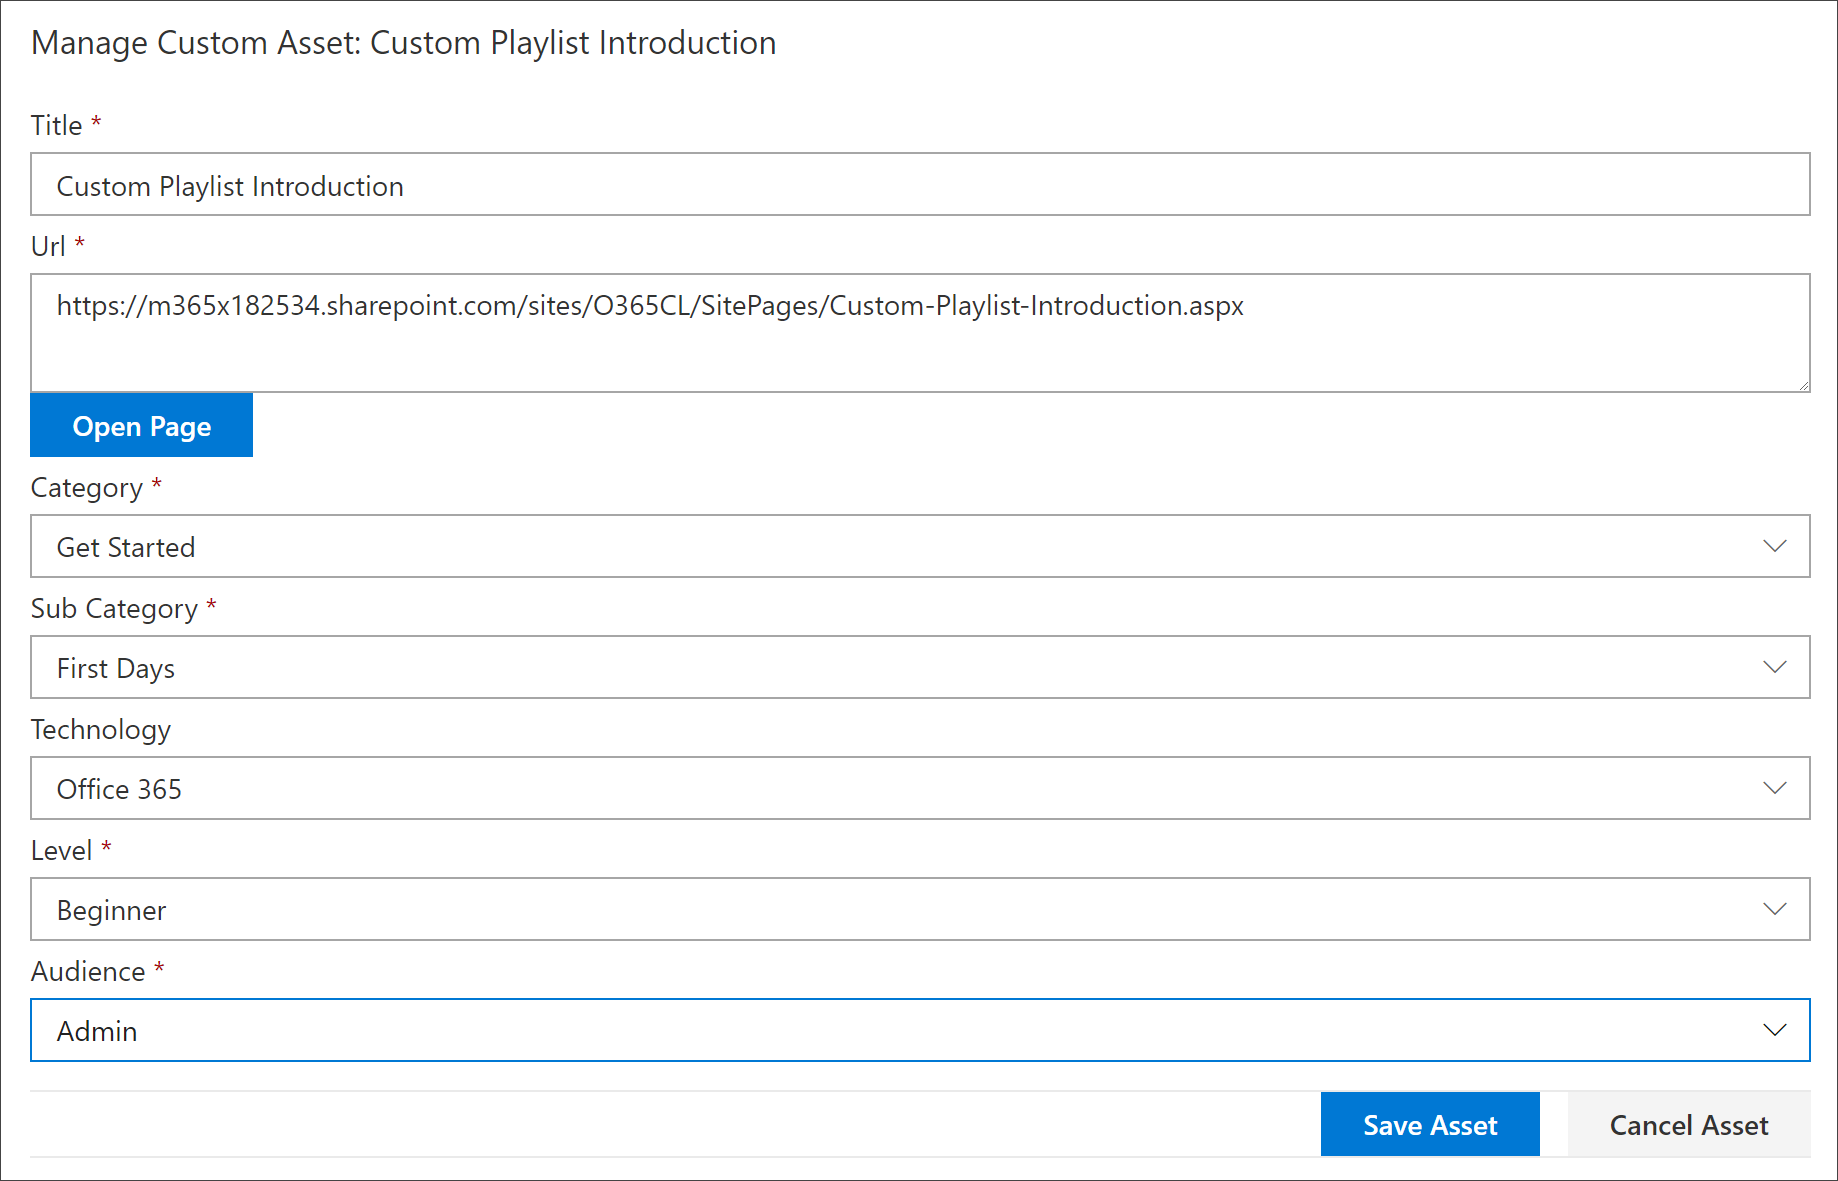 Manage Custom Asset: Custom Playlist Introduction
Title *
Custom Playlist Introduction
Url *
https://m365x182534.sharepoint.com/sites/O365CL/SitePages/Custom-Playlist-Introduction.aspx
Open Page
Category *
Get Started
Sub Category *
First Days
Technology
Office 365
Level *
Beginner
Audience *
Admin
Save Asset
Cancel Asset